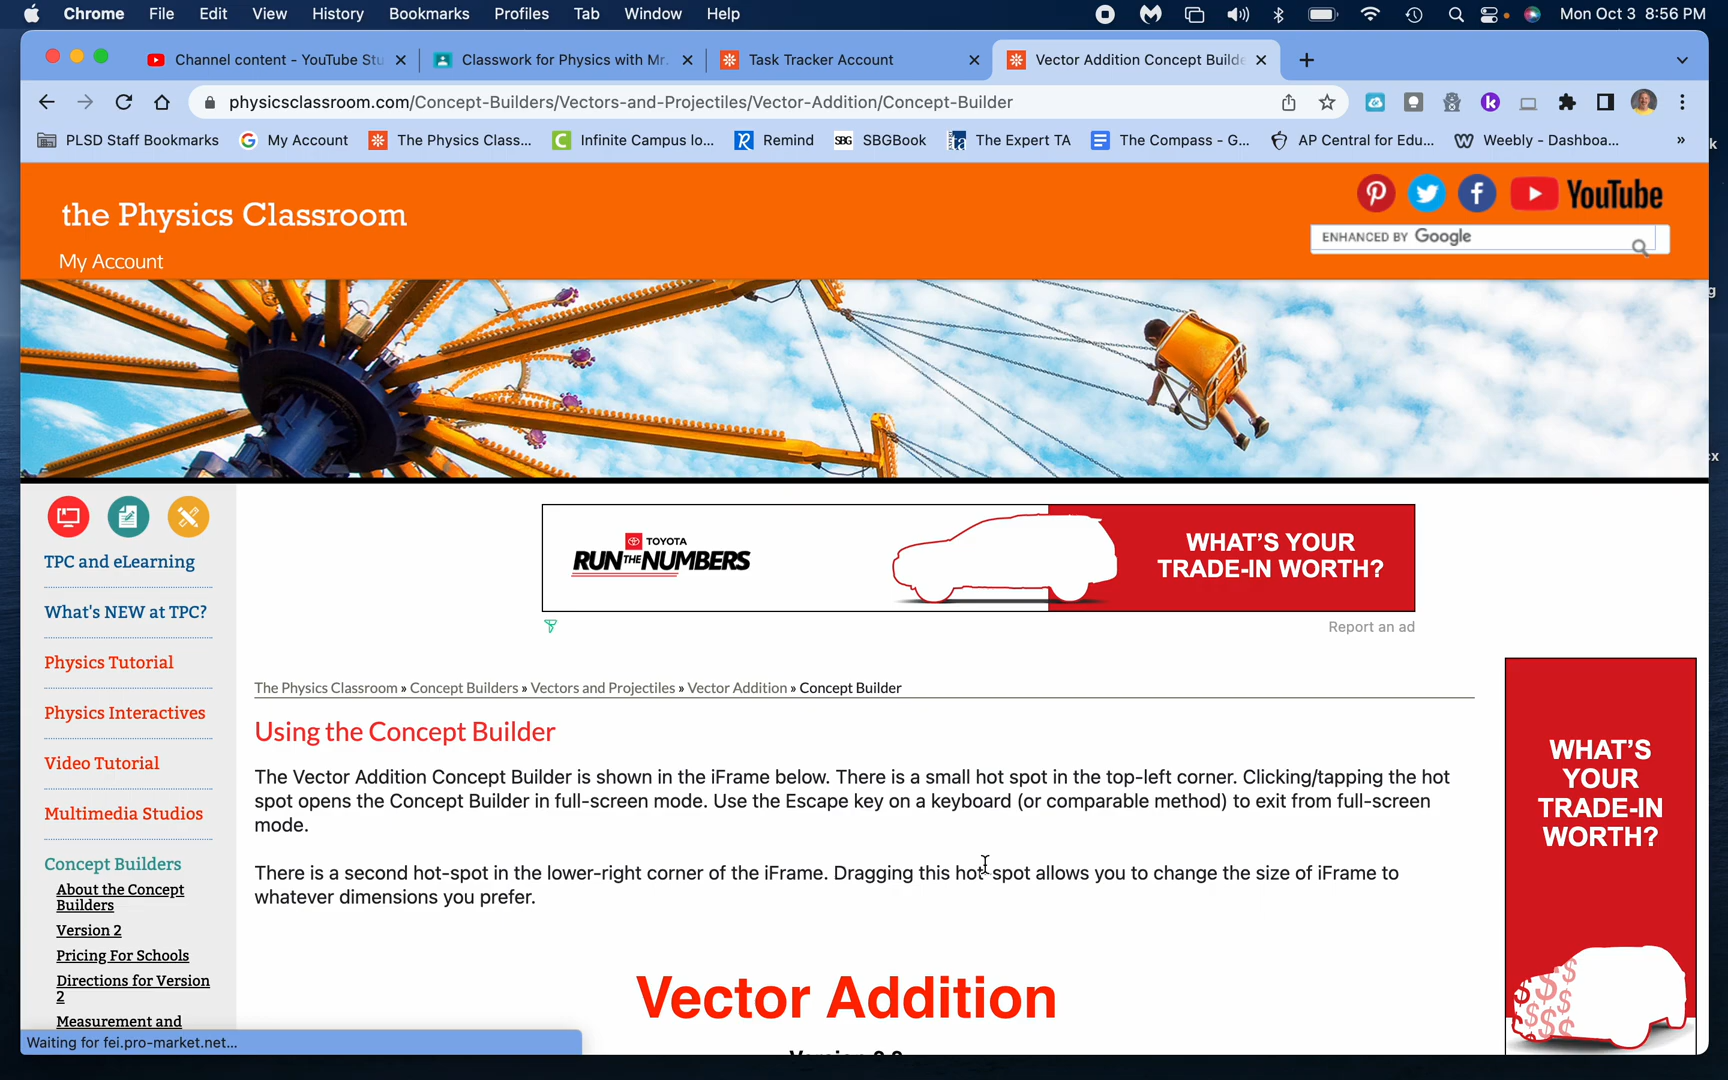 Chrome File Edit View History Bookmarks Profiles Tab Window Help Mon Oct 3 8:56 PM
Channel content - YouTube Stu Classwork for Physics with Mr. Task Tracker Account Vector Addition Concept Builde
physicsclassroom.com/Concept-Builders/Vectors-and-Projectiles/Vector-Addition/Concept-Builder
PLSD Staff Bookmarks My Account The Physics Class... Infinite Campus lo... Remind SBG SBGBook The Expert TA The Compass - G... AP Central for Edu... Weebly - Dashboa... »
the Physics Classroom
YouTube
ENHANCED BY Google
My Account
TOYOTA
RUN THE NUMBERS
WHAT'S YOUR
TRADE-IN WORTH?
Report an ad
TPC and eLearning
What's NEW at TPC?
Physics Tutorial
Physics Interactives
Video Tutorial
Multimedia Studios
Concept Builders
About the Concept
Builders
Version 2
Pricing For Schools
Directions for Version
2
Measurement and
The Physics Classroom » Concept Builders » Vectors and Projectiles » Vector Addition » Concept Builder
Using the Concept Builder
The Vector Addition Concept Builder is shown in the iFrame below. There is a small hot spot in the top-left corner. Clicking/tapping the hot
spot opens the Concept Builder in full-screen mode. Use the Escape key on a keyboard (or comparable method) to exit from full-screen
mode.
There is a second hot-spot in the lower-right corner of the iFrame. Dragging this hot-spot allows you to change the size of iFrame to
whatever dimensions you prefer.
Vector Addition
WHAT'S
YOUR
TRADE-IN
WORTH?
Waiting for fei.pro-market.net...